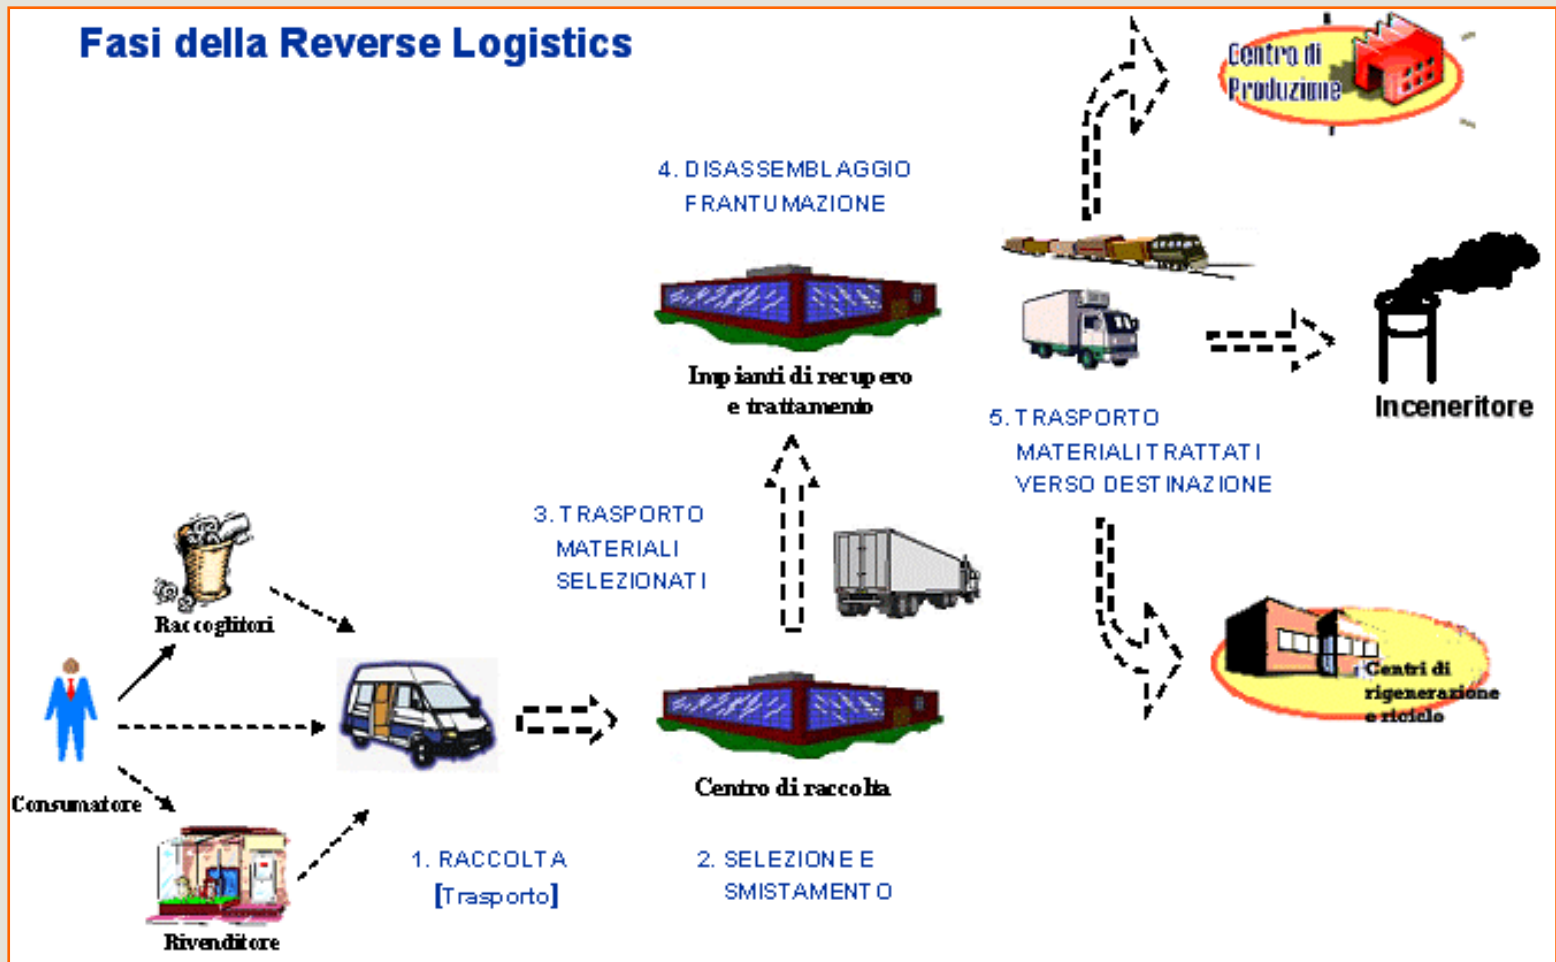 Fasi della Reverse Logistics
Centro di
Produzione
4. DISASSEMBLAGGIO
FRANTUMAZIONE
Impianti di recupero
e trattamento
Inceneritore
5. TRASPORTO
MATERIALI TRATTATI
VERSO DESTINAZIONE
3. TRASPORTO
MATERIALI
SELEZIONATI
Raccoglitori
Centri di
rigenerazione
e riciclo
Consumatore
Centro di raccolta
1. RACCOLTA
[Trasporto]
2. SELEZIONE E
SMISTAMENTO
Rivenditore